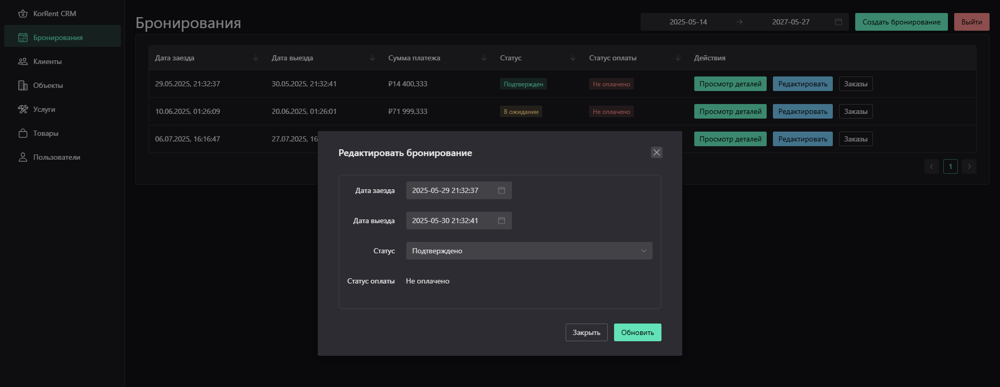 KorRent CRM
Бронирования
Клиенты
Объекты
Услуги
Товары
Пользователи
Бронирования
2025-05-14 → 2027-05-27
Создать бронирование
Выйти
Дата заезда Дата выезда Сумма платежа Статус Статус оплаты Действия
29.05.2025, 21:32:37 30.05.2025, 21:32:41 ₽14 400,333 Подтвержден Не оплачено Просмотр деталей Редактировать Заказы
10.06.2025, 01:26:09 20.06.2025, 01:26:01 ₽71 999,333 В ожидании Не оплачено Просмотр деталей Редактировать Заказы
06.07.2025, 16:16:47 27.07.2025, 16 Просмотр деталей Редактировать Заказы
1
Редактировать бронирование
Дата заезда 2025-05-29 21:32:37
Дата выезда 2025-05-30 21:32:41
Статус Подтверждено
Статус оплаты Не оплачено
Закрыть Обновить